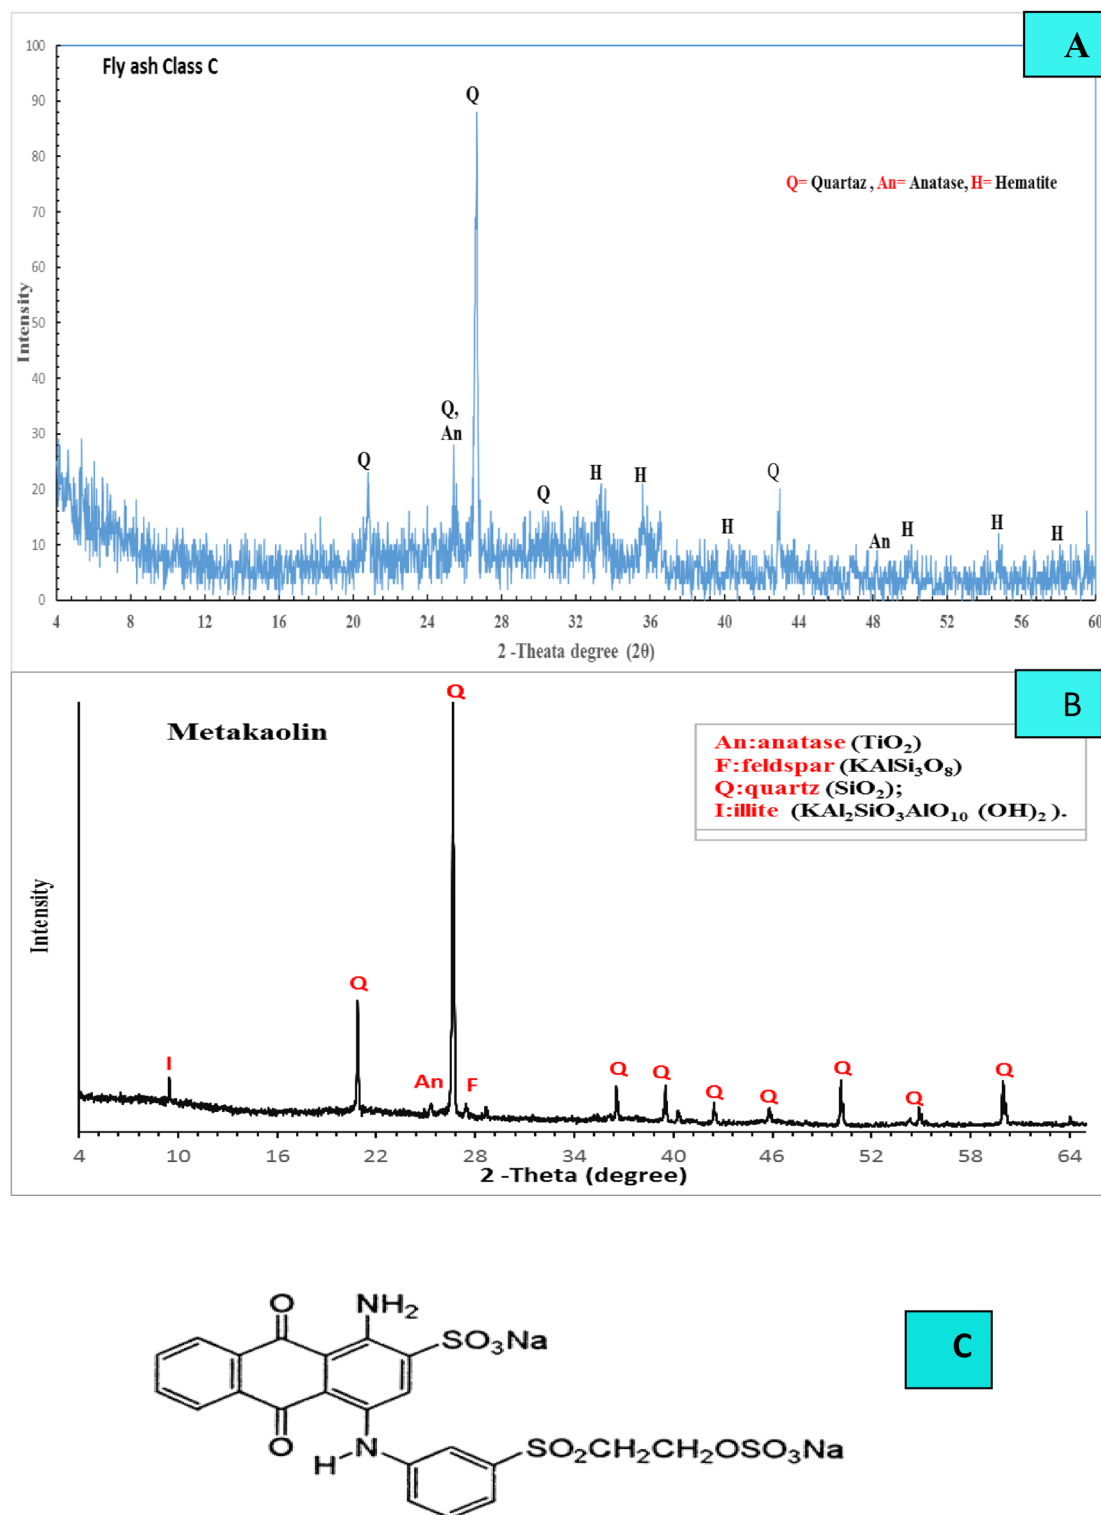 A
Fly ash Class C
Q
Q= Quartaz , An= Anatase, H= Hematite
Q,
An
Q
Q
H
H
H
Q
An
H
H
H
Intensity
100
90
80
70
60
50
40
30
20
10
0
4 8 12 16 20 24 28 32 36 40 44 48 52 56 60
2 -Theata degree (2θ)
B
Metakaolin
An:anatase (TiO₂)
F:feldspar (KAlSi₃O₈)
Q:quartz (SiO₂);
I:illite (KAl₂SiO₃AlO₁₀ (OH)₂ ).
Intensity
Q
Q
I
An
F
Q
Q
Q
Q
Q
Q
Q
4 10 16 22 28 34 40 46 52 58 64
2 -Theta (degree)
C
O
NH₂
SO₃Na
O
H
N
SO₂CH₂CH₂OSO₃Na